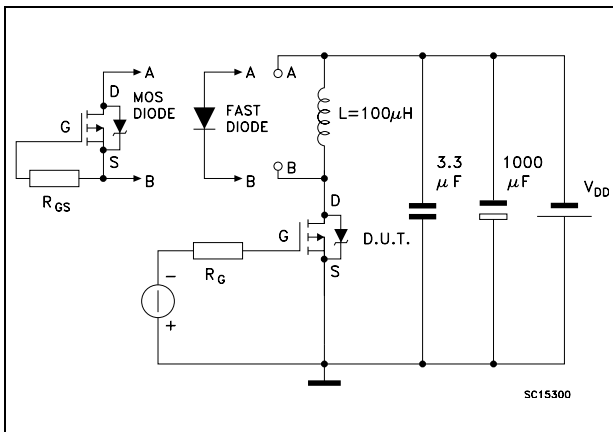 A
D
MOS
DIODE
G
S
B
RGS
A
FAST
DIODE
B
A
L=100μH
B
D
G
D.U.T.
S
RG
-
+
3.3
μF
1000
μF
VDD
SC15300